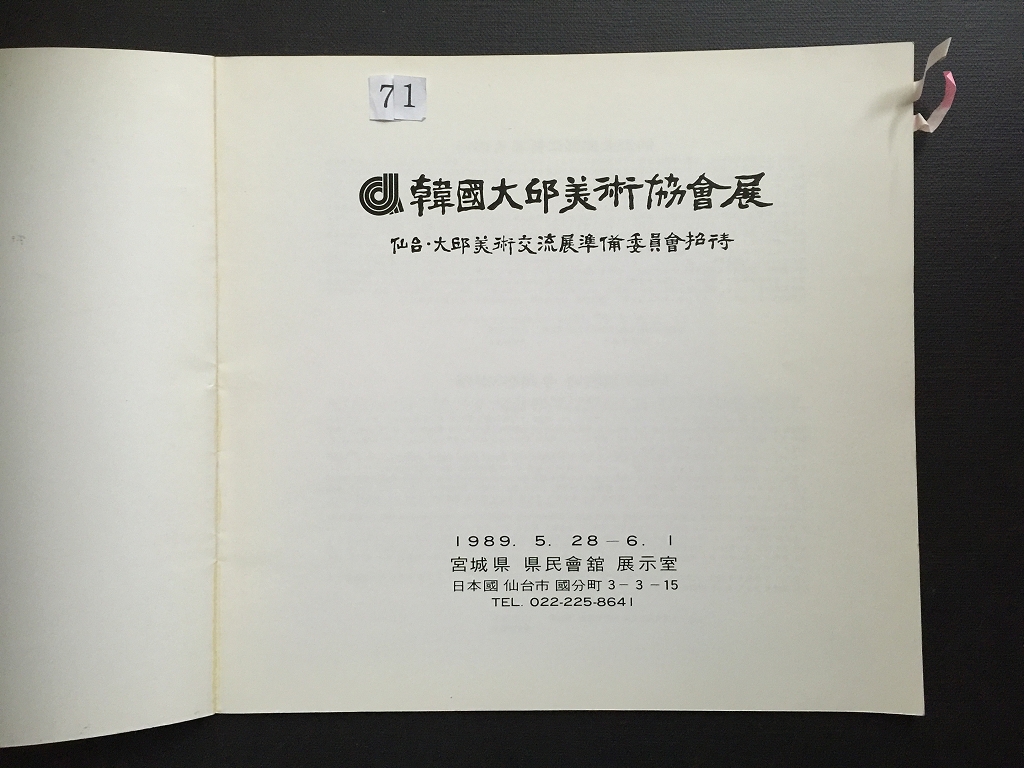 71
韓國大邱美術協會展
仙台·大邱美術交流展準備委員會招待
1989. 5. 28 – 6. 1
宮城県 県民會舘 展示室
日本國 仙台市 國分町 3 – 3 – 15
TEL. 022-225-8641